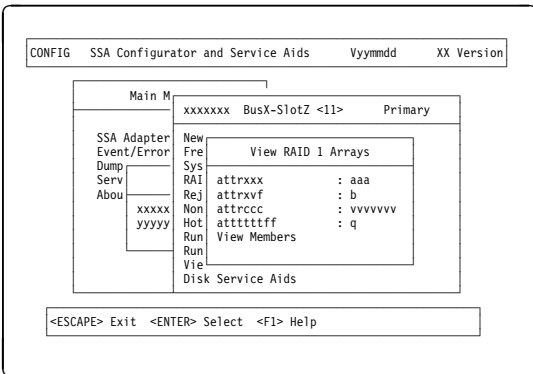 CONFIG SSA Configurator and Service Aids Vyymmdd XX Version
Main M
xxxxxxx BusX-SlotZ <11> Primary
SSA Adapter New
Event/Error Fre View RAID 1 Arrays
Dump Sys
Serv RAI attrxxx : aaa
Abou Rej attrxvf : b
xxxxx Non attrccc : vvvvvvv
yyyyy Hot attttttff : q
Run View Members
Run
Vie
Disk Service Aids
<ESCAPE> Exit <ENTER> Select <F1> Help